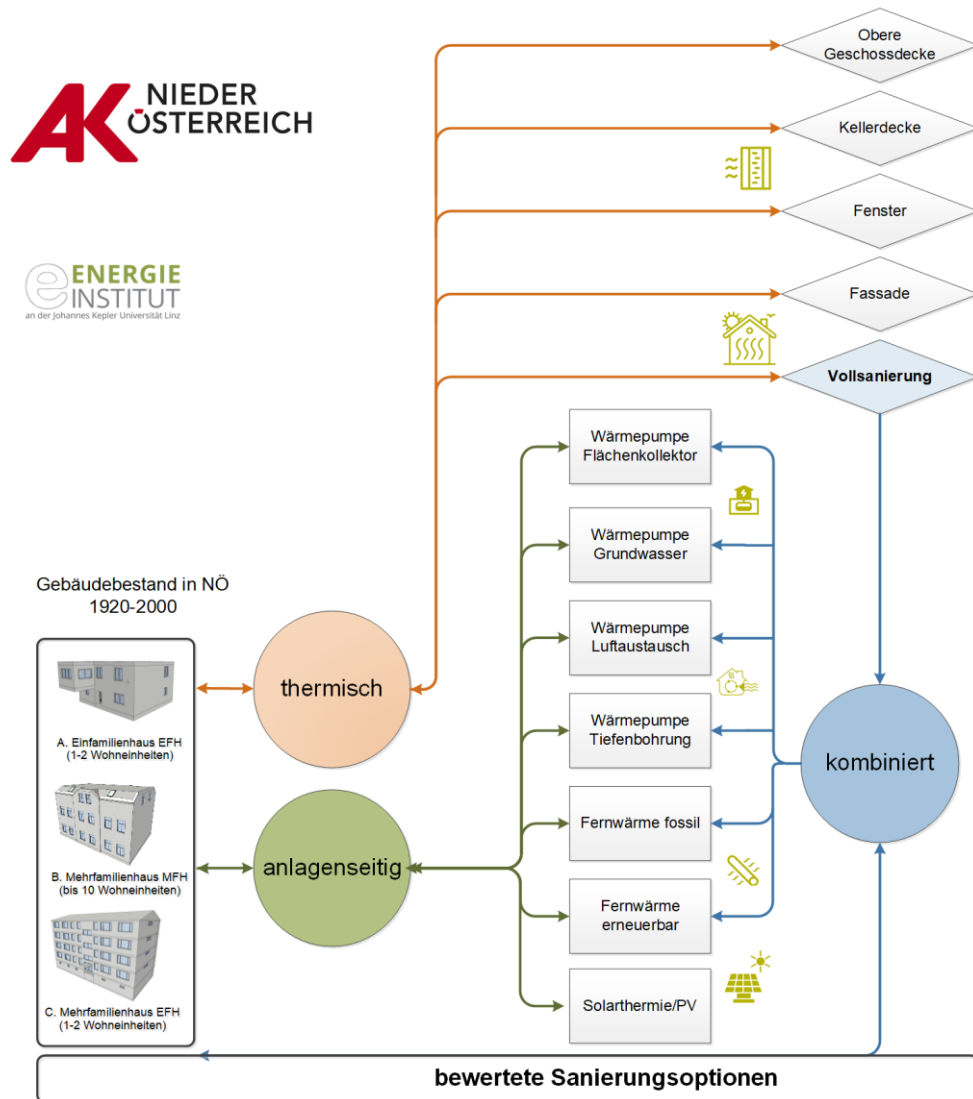 Obere
Geschossdecke
NIEDER
AK ÖSTERREICH
Kellerdecke
Fenster
e ENERGIE
INSTITUT
an der Johannes Kepler Universität Linz
Fassade
Vollsanierung
Wärmepumpe
Flächenkollektor
Wärmepumpe
Grundwasser
Gebäudebestand in NÖ
1920-2000
Wärmepumpe
Luftaustausch
thermisch
A. Einfamilienhaus EFH
(1-2 Wohneinheiten)
Wärmepumpe
Tiefenbohrung
kombiniert
Fernwärme fossil
anlagenseitig
B. Mehrfamilienhaus MFH
(bis 10 Wohneinheiten)
Fernwärme
erneuerbar
Solarthermie/PV
C. Mehrfamilienhaus EFH
(1-2 Wohneinheiten)
bewertete Sanierungsoptionen